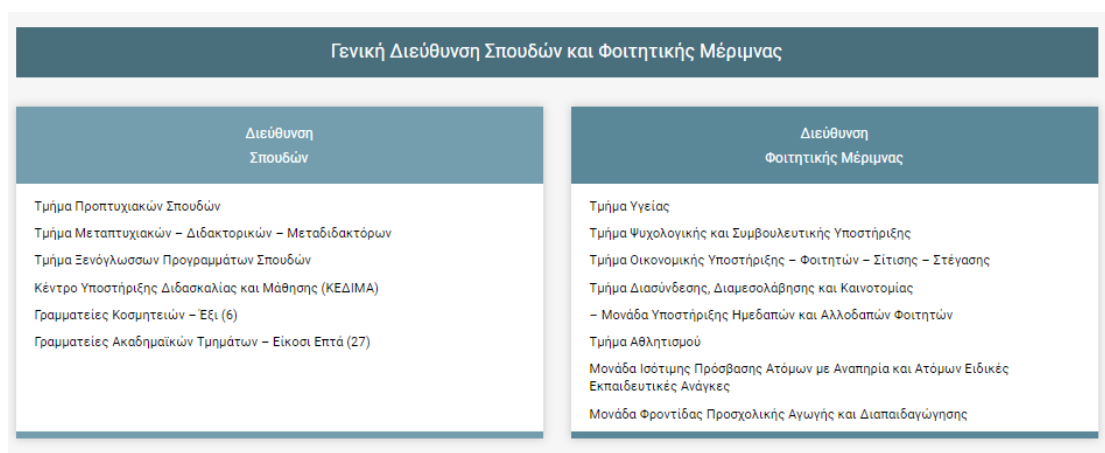 Γενική Διεύθυνση Σπουδών και Φοιτητικής Μέριμνας
Διεύθυνση
Σπουδών
Τμήμα Προπτυχιακών Σπουδών
Τμήμα Μεταπτυχιακών – Διδακτορικών – Μεταδιδακτόρων
Τμήμα Ξενόγλωσσων Προγραμμάτων Σπουδών
Κέντρο Υποστήριξης Διδασκαλίας και Μάθησης (ΚΕΔΙΜΑ)
Γραμματείες Κοσμητειών – Έξι (6)
Γραμματείες Ακαδημαϊκών Τμημάτων – Είκοσι Επτά (27)
Διεύθυνση
Φοιτητικής Μέριμνας
Τμήμα Υγείας
Τμήμα Ψυχολογικής και Συμβουλευτικής Υποστήριξης
Τμήμα Οικονομικής Υποστήριξης – Φοιτητών – Σίτισης – Στέγασης
Τμήμα Διασύνδεσης, Διαμεσολάβησης και Καινοτομίας
– Μονάδα Υποστήριξης Ημεδαπών και Αλλοδαπών Φοιτητών
Τμήμα Αθλητισμού
Μονάδα Ισότιμης Πρόσβασης Ατόμων με Αναπηρία και Ατόμων Ειδικές
Εκπαιδευτικές Ανάγκες
Μονάδα Φροντίδας Προσχολικής Αγωγής και Διαπαιδαγώγησης